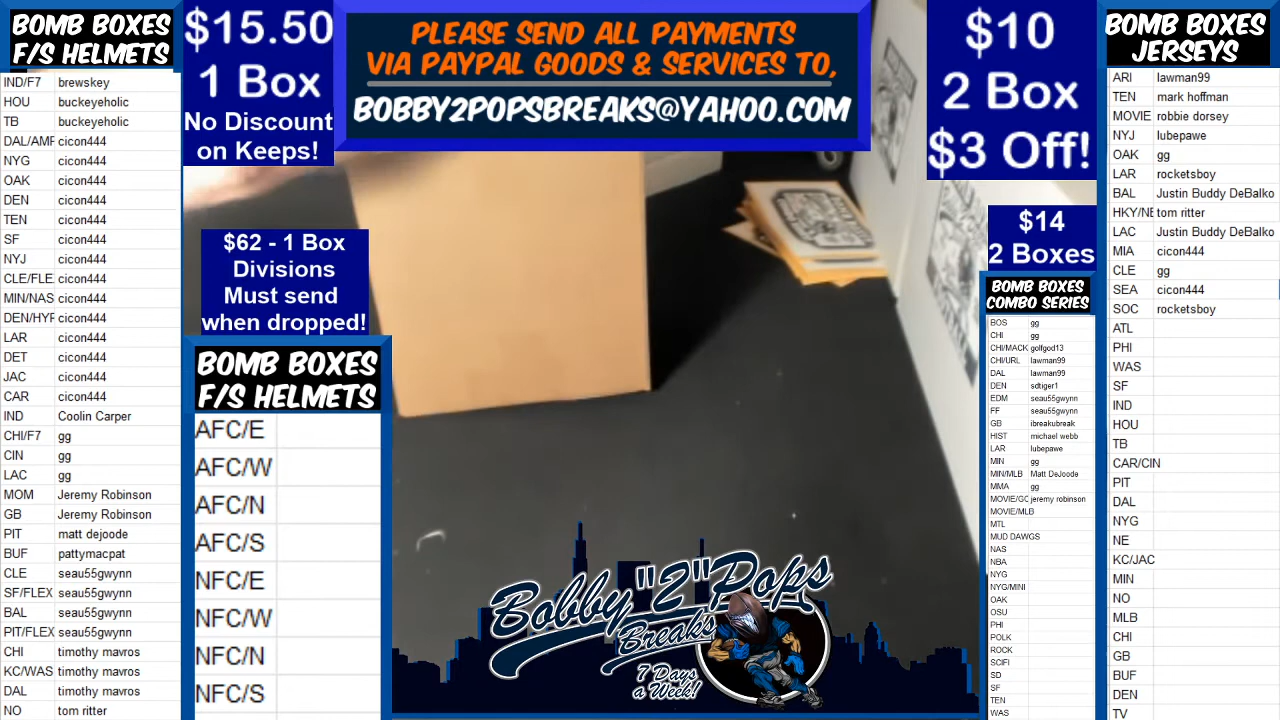 BOMB BOXES
F/S HELMETS
IND/F7 brewskey
HOU buckeyeholic
TB buckeyeholic
DAL/AMF cicon444
NYG cicon444
OAK cicon444
DEN cicon444
TEN cicon444
SF cicon444
NYJ cicon444
CLE/FLE cicon444
MIN/NAS cicon444
DEN/HYF cicon444
LAR cicon444
DET cicon444
JAC cicon444
CAR cicon444
IND Coolin Carper
CHI/F7 gg
CIN gg
LAC gg
MOM Jeremy Robinson
GB Jeremy Robinson
PIT matt dejoode
BUF pattymacpat
CLE seau55gwynn
SF/FLEX seau55gwynn
BAL seau55gwynn
PIT/FLEX seau55gwynn
CHI timothy mavros
KC/WAS timothy mavros
DAL timothy mavros
NO tom ritter
$15.50
1 Box
No Discount
on Keeps!
$62 - 1 Box
Divisions
Must send
when dropped!
BOMB BOXES
F/S HELMETS
AFC/E
AFC/W
AFC/N
AFC/S
NFC/E
NFC/W
NFC/N
NFC/S
PLEASE SEND ALL PAYMENTS
VIA PAYPAL GOODS & SERVICES TO,
BOBBY2POPSBREAKS@YAHOO.COM
Bobby "2" Pops
Breaks
7 Days
a Week!
$10
2 Box
$3 Off!
$14
2 Boxes
BOMB BOXES
COMBO SERIES
BOS gg
CHI gg
CHI/MACK golfgod13
CHI/URL lawman99
DAL lawman99
DEN sdtiger1
EDM seau55gwynn
FF seau55gwynn
GB ibreakubreak
HIST michael webb
LAR lubepawe
MIN gg
MIN/MLB Matt DeJoode
MMA gg
MOVIE/GC jeremy robinson
MOVIE/MLB
MTL
MUD DAWGS
NAS
NBA
NYG
NYG/MINI
OAK
OSU
PHI
POLK
ROCK
SCIFI
SD
SF
TEN
WAS
BOMB BOXES
JERSEYS
ARI lawman99
TEN mark hoffman
MOVIE robbie dorsey
NYJ lubepawe
OAK gg
LAR rocketsboy
BAL Justin Buddy DeBalko
HKY/NE tom ritter
LAC Justin Buddy DeBalko
MIA cicon444
CLE gg
SEA cicon444
SOC rocketsboy
ATL
PHI
WAS
SF
IND
HOU
TB
CAR/CIN
PIT
DAL
NYG
NE
KC/JAC
MIN
NO
MLB
CHI
GB
BUF
DEN
TV